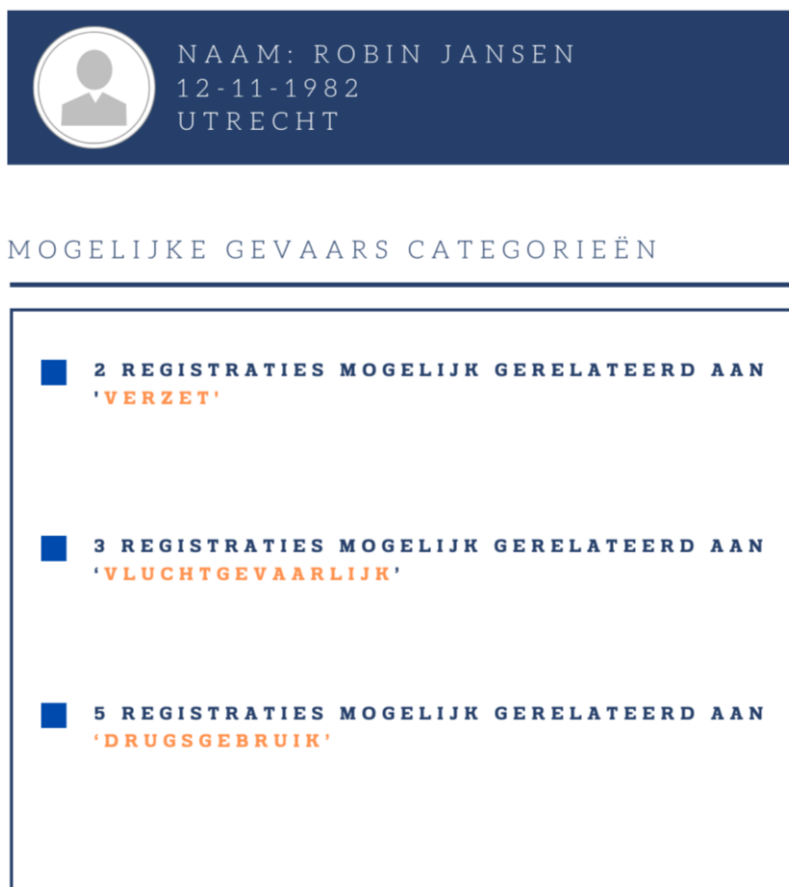 NAAM: ROBIN JANSEN
12-11-1982
UTRECHT
MOGELIJKE GEVAARS CATEGORIEËN
2 REGISTRATIES MOGELIJK GERELATEERD AAN
'VERZET'
3 REGISTRATIES MOGELIJK GERELATEERD AAN
‘VLUCHTGEVAARLIJK’
5 REGISTRATIES MOGELIJK GERELATEERD AAN
‘DRUGSGEBRUIK’